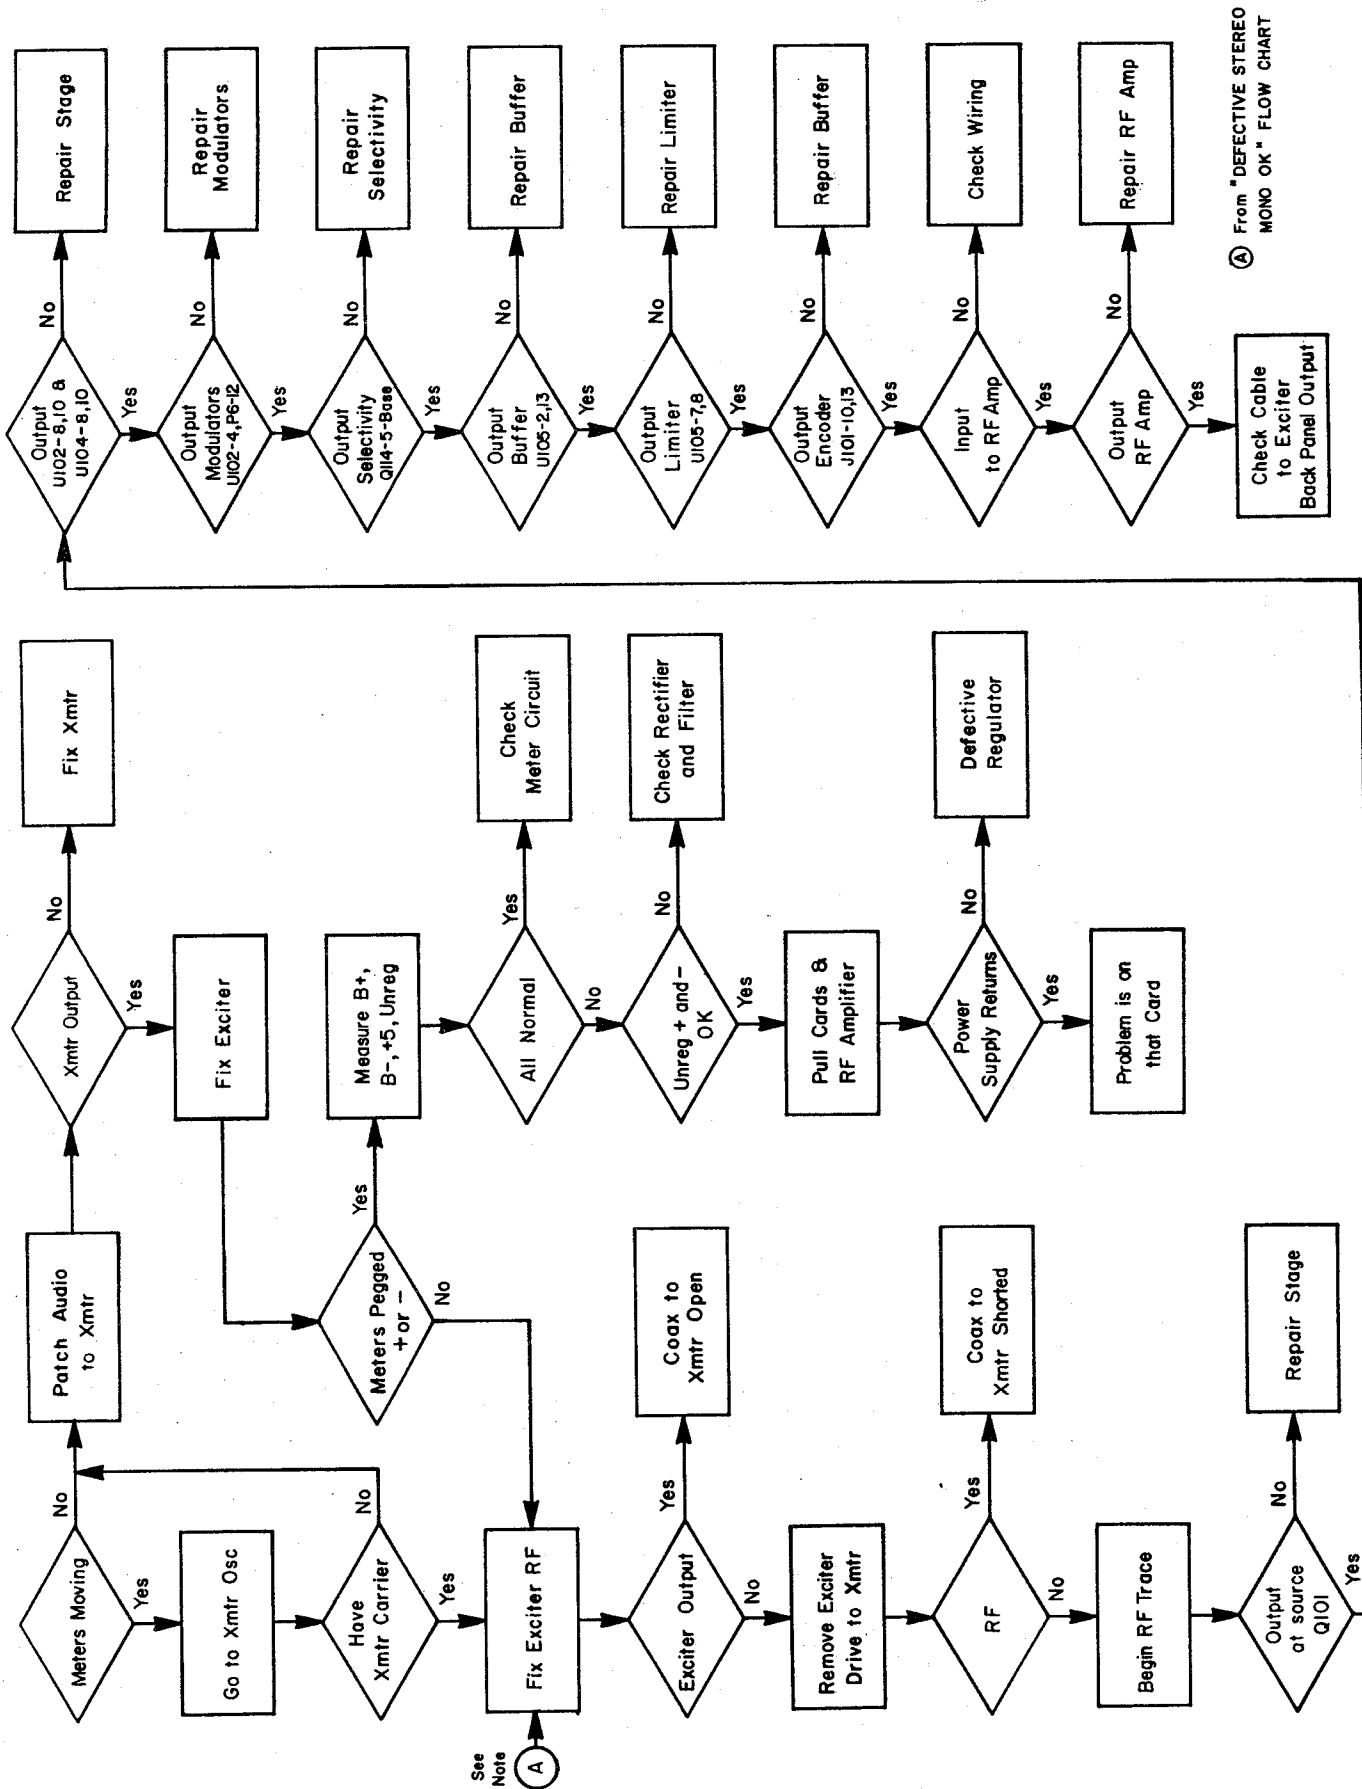 Meters Moving
No
Yes
Go to Xmtr Osc
Have
Xmtr Carrier
No
Yes
See
Note
A
Fix Exciter RF
Exciter Output
Yes
No
Coax to
Xmtr Open
Remove Exciter
Drive to Xmtr
RF
Yes
No
Coax to
Xmtr Shorted
Begin RF Trace
Output
at source
Q101
No
Yes
Repair Stage
Patch Audio
to Xmtr
Xmtr Output
No
Yes
Fix Xmtr
Fix Exciter
Meters Pegged
+ or -
Yes
No
Measure B+,
B-, +5, Unreg
All Normal
Yes
No
Check
Meter Circuit
Unreg + and -
OK
No
Yes
Check Rectifier
and Filter
Pull Cards &
RF Amplifier
Power
Supply Returns
No
Yes
Defective
Regulator
Problem is on
that Card
Output
U102-8,10 &
U104-8,10
No
Yes
Repair Stage
Output
Modulators
U102-4,P6-12
No
Yes
Repair
Modulators
Output
Selectivity
Q114-5-Base
No
Yes
Repair
Selectivity
Output
Buffer
U105-2,13
No
Yes
Repair Buffer
Output
Limiter
U105-7,8
No
Yes
Repair Limiter
Output
Encoder
J101-10,13
No
Yes
Repair Buffer
Input
to RF Amp
No
Yes
Check Wiring
Output
RF Amp
No
Yes
Repair RF Amp
Check Cable
to Exciter
Back Panel Output
A From "DEFECTIVE STEREO
MONO OK" FLOW CHART